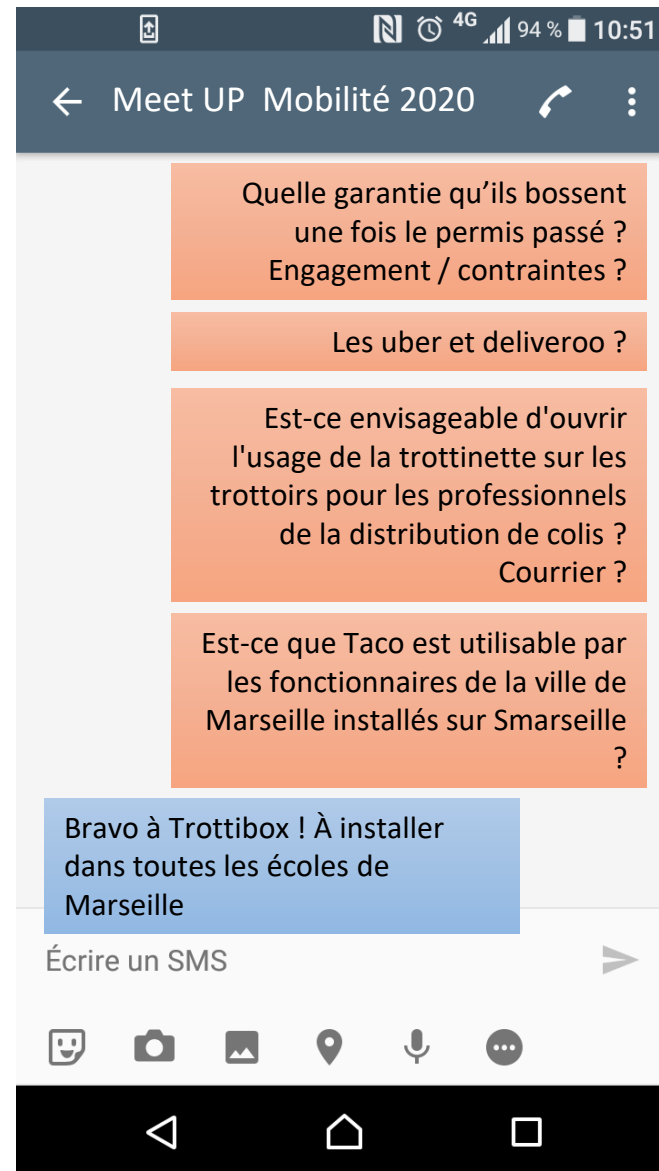 4G 94 % 10:51
Meet UP Mobilité 2020
Quelle garantie qu’ils bossent
une fois le permis passé ?
Engagement / contraintes ?
Les uber et deliveroo ?
Est-ce envisageable d'ouvrir
l'usage de la trottinette sur les
trottoirs pour les professionnels
de la distribution de colis ?
Courrier ?
Est-ce que Taco est utilisable par
les fonctionnaires de la ville de
Marseille installés sur Smarseille
?
Bravo à Trottibox ! À installer
dans toutes les écoles de
Marseille
Écrire un SMS